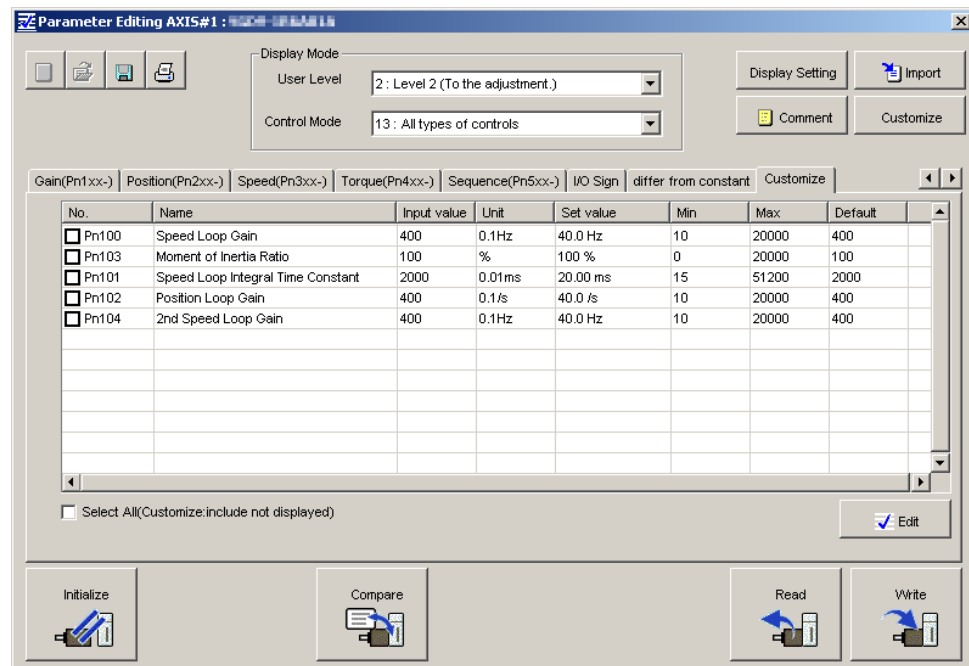 Parameter Editing AXIS#1 :
Display Mode
User Level 2 : Level 2 (To the adjustment.)
Control Mode 13 : All types of controls
Display Setting Import
Comment Customize
Gain(Pn1xx-) Position(Pn2xx-) Speed(Pn3xx-) Torque(Pn4xx-) Sequence(Pn5xx-) I/O Sign differ from constant Customize
No. Name Input value Unit Set value Min Max Default
Pn100 Speed Loop Gain 400 0.1Hz 40.0 Hz 10 20000 400
Pn103 Moment of Inertia Ratio 100 % 100 % 0 20000 100
Pn101 Speed Loop Integral Time Constant 2000 0.01ms 20.00 ms 15 51200 2000
Pn102 Position Loop Gain 400 0.1/s 40.0 /s 10 20000 400
Pn104 2nd Speed Loop Gain 400 0.1Hz 40.0 Hz 10 20000 400
Select All(Customize:include not displayed)
Edit
Initialize Compare Read Write